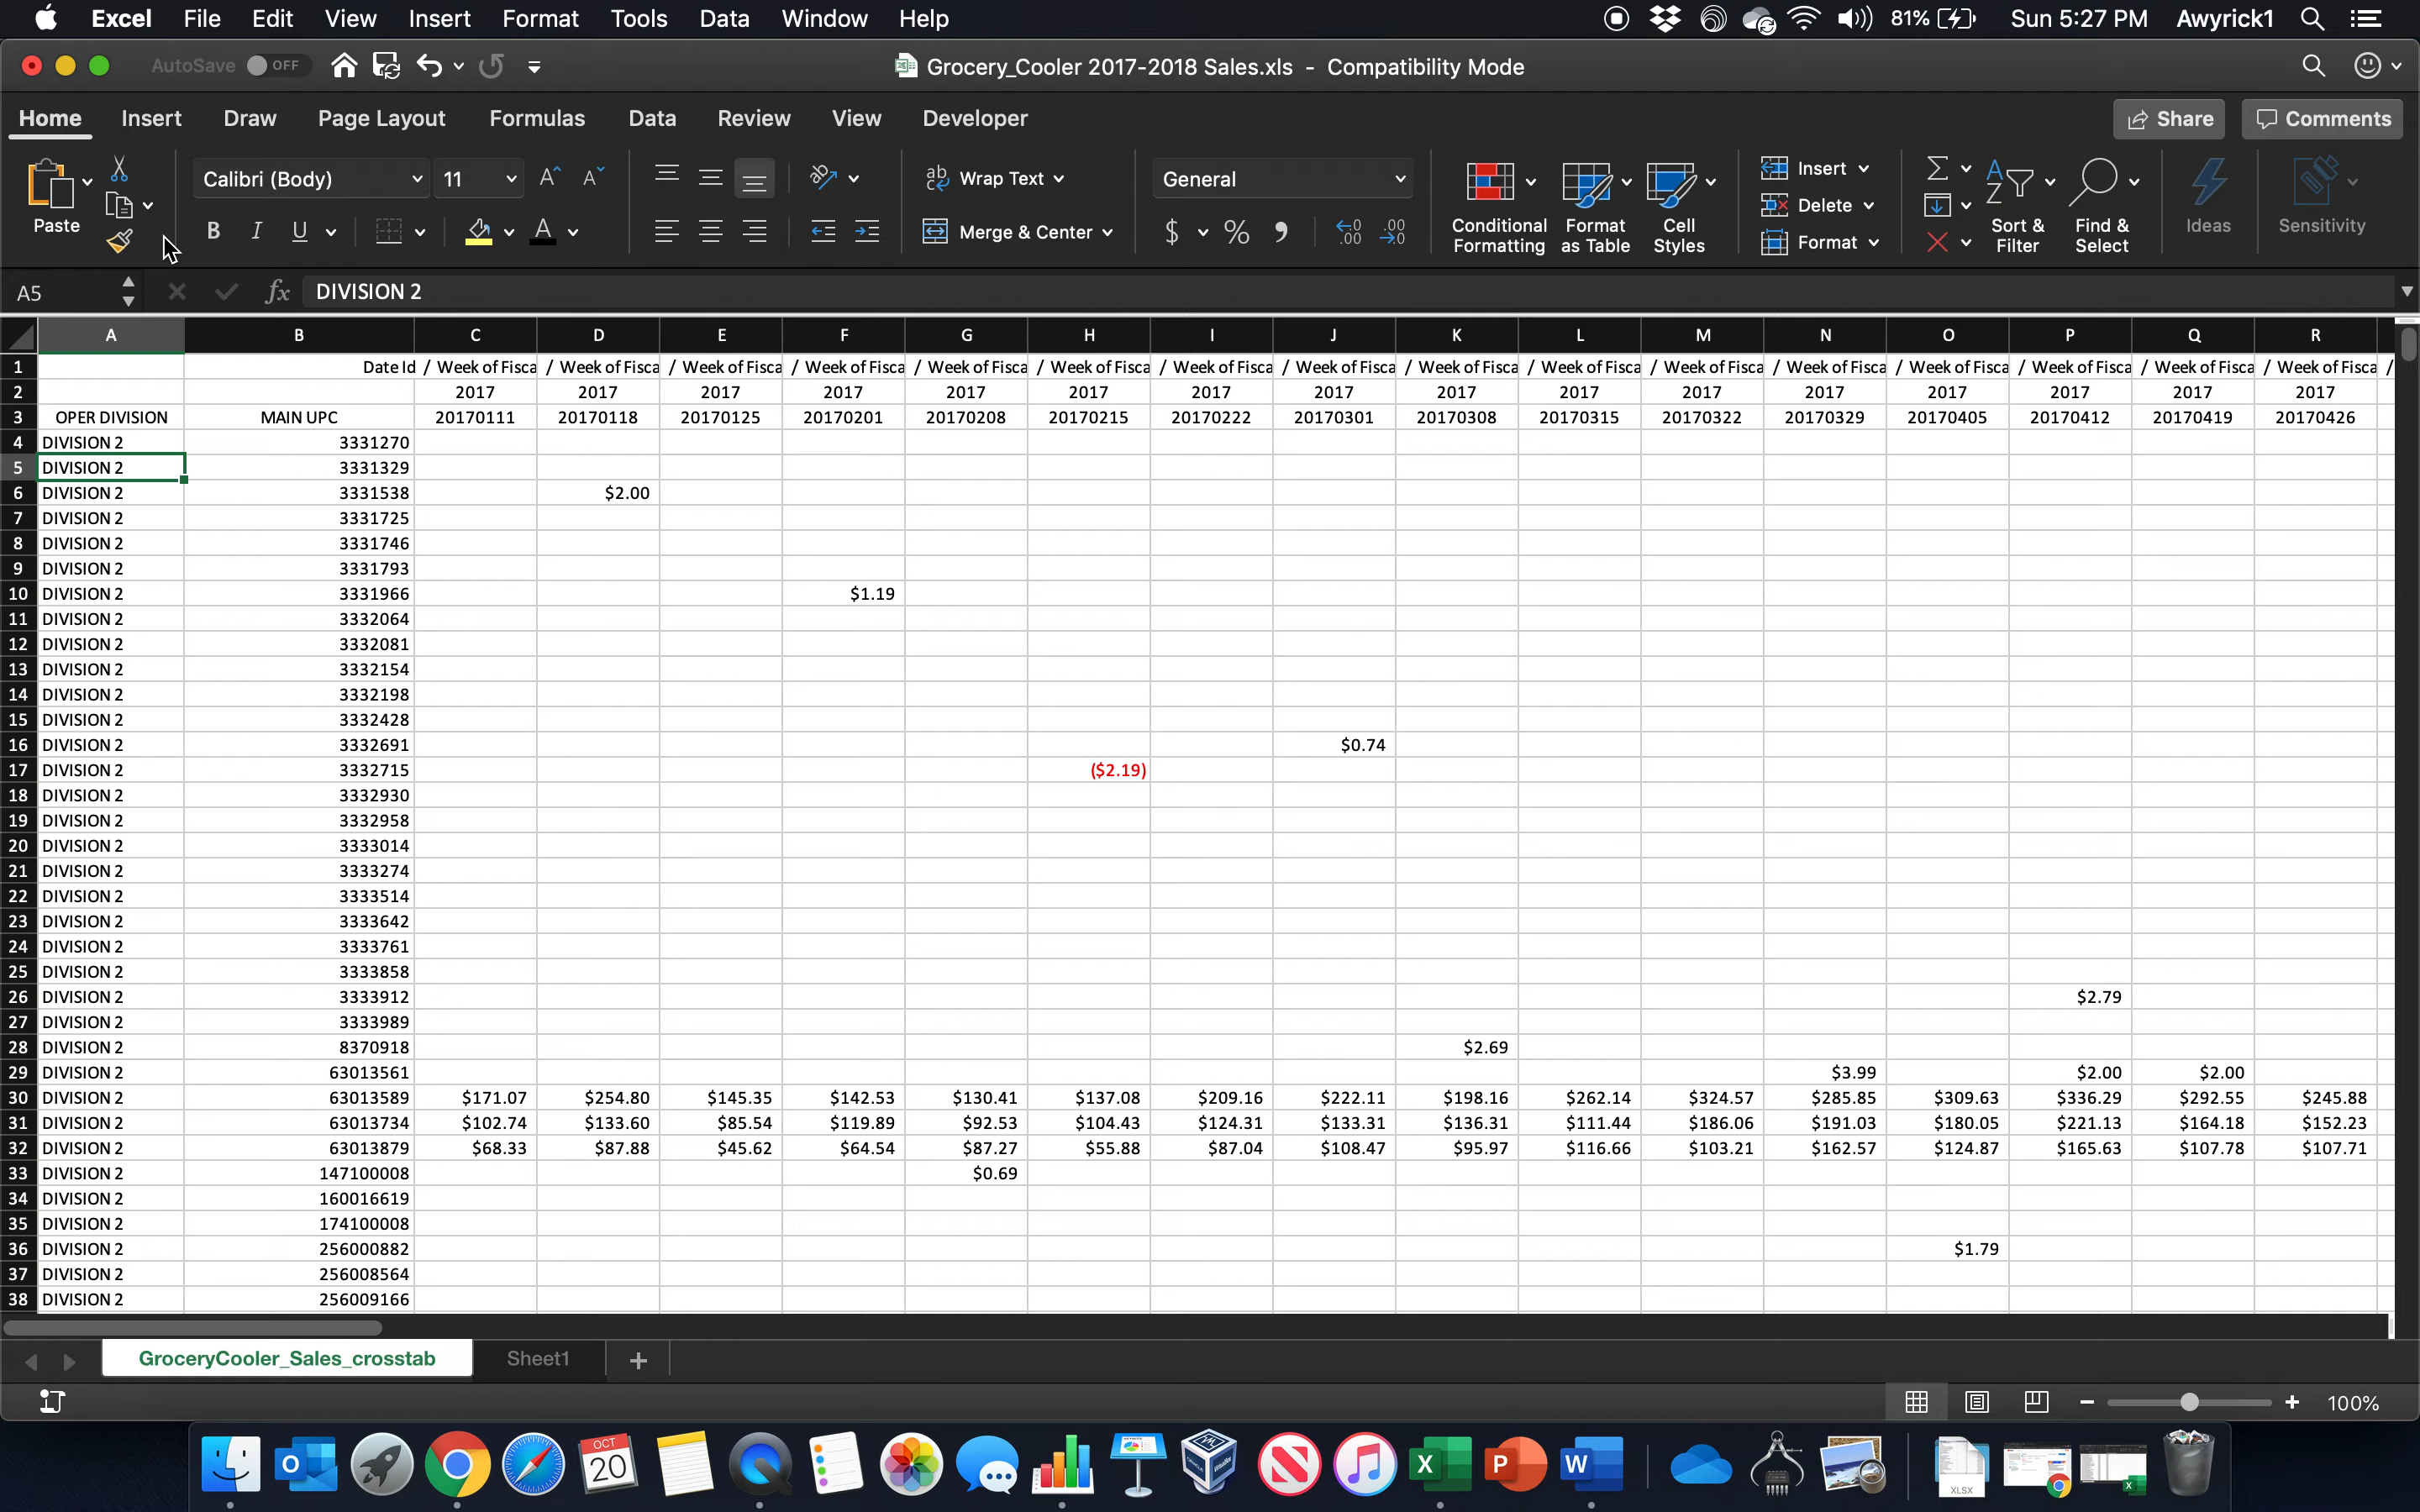 Excel File Edit View Insert Format Tools Data Window Help 81% Sun 5:27 PM Awyrick1
AutoSave OFF Grocery_Cooler 2017-2018 Sales.xls - Compatibility Mode
Home Insert Draw Page Layout Formulas Data Review View Developer Share Comments
Paste Calibri (Body) 11 Wrap Text General Conditional Formatting Format as Table Cell Styles Insert Sort & Filter Find & Select Ideas Sensitivity
B I U Merge & Center $ % Delete
Format
A5 fx DIVISION 2
A B C D E F G H I J K L M N O P Q R
1 Date Id / Week of Fisca / Week of Fisca / Week of Fisca / Week of Fisca / Week of Fisca / Week of Fisca / Week of Fisca / Week of Fisca / Week of Fisca / Week of Fisca / Week of Fisca / Week of Fisca / Week of Fisca / Week of Fisca / Week of Fisca / Week of Fisca /
2 2017 2017 2017 2017 2017 2017 2017 2017 2017 2017 2017 2017 2017 2017 2017 2017
3 OPER DIVISION MAIN UPC 20170111 20170118 20170125 20170201 20170208 20170215 20170222 20170301 20170308 20170315 20170322 20170329 20170405 20170412 20170419 20170426
4 DIVISION 2 3331270
5 DIVISION 2 3331329
6 DIVISION 2 3331538 $2.00
7 DIVISION 2 3331725
8 DIVISION 2 3331746
9 DIVISION 2 3331793
10 DIVISION 2 3331966 $1.19
11 DIVISION 2 3332064
12 DIVISION 2 3332081
13 DIVISION 2 3332154
14 DIVISION 2 3332198
15 DIVISION 2 3332428
16 DIVISION 2 3332691 $0.74
17 DIVISION 2 3332715 ($2.19)
18 DIVISION 2 3332930
19 DIVISION 2 3332958
20 DIVISION 2 3333014
21 DIVISION 2 3333274
22 DIVISION 2 3333514
23 DIVISION 2 3333642
24 DIVISION 2 3333761
25 DIVISION 2 3333858
26 DIVISION 2 3333912 $2.79
27 DIVISION 2 3333989
28 DIVISION 2 8370918 $2.69
29 DIVISION 2 63013561 $3.99 $2.00 $2.00
30 DIVISION 2 63013589 $171.07 $254.80 $145.35 $142.53 $130.41 $137.08 $209.16 $222.11 $198.16 $262.14 $324.57 $285.85 $309.63 $336.29 $292.55 $245.88
31 DIVISION 2 63013734 $102.74 $133.60 $85.54 $119.89 $92.53 $104.43 $124.31 $133.31 $136.31 $111.44 $186.06 $191.03 $180.05 $221.13 $164.18 $152.23
32 DIVISION 2 63013879 $68.33 $87.88 $45.62 $64.54 $87.27 $55.88 $87.04 $108.47 $95.97 $116.66 $103.21 $162.57 $124.87 $165.63 $107.78 $107.71
33 DIVISION 2 147100008 $0.69
34 DIVISION 2 160016619
35 DIVISION 2 174100008
36 DIVISION 2 256000882 $1.79
37 DIVISION 2 256008564
38 DIVISION 2 256009166
GroceryCooler_Sales_crosstab Sheet1
100%
OCT
20
XLSX